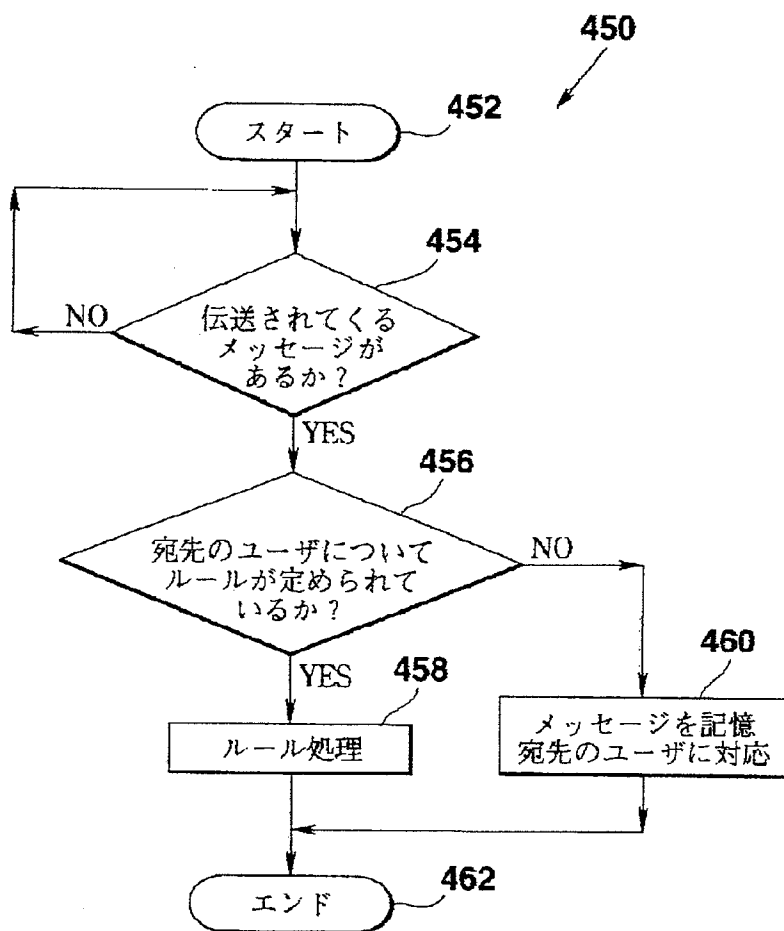 450
スタート
452
454
NO
伝送されてくる
メッセージが
あるか?
YES
456
宛先のユーザについて
ルールが定められて
いるか?
NO
YES
458
460
ルール処理
メッセージを記憶
宛先のユーザに対応
エンド
462